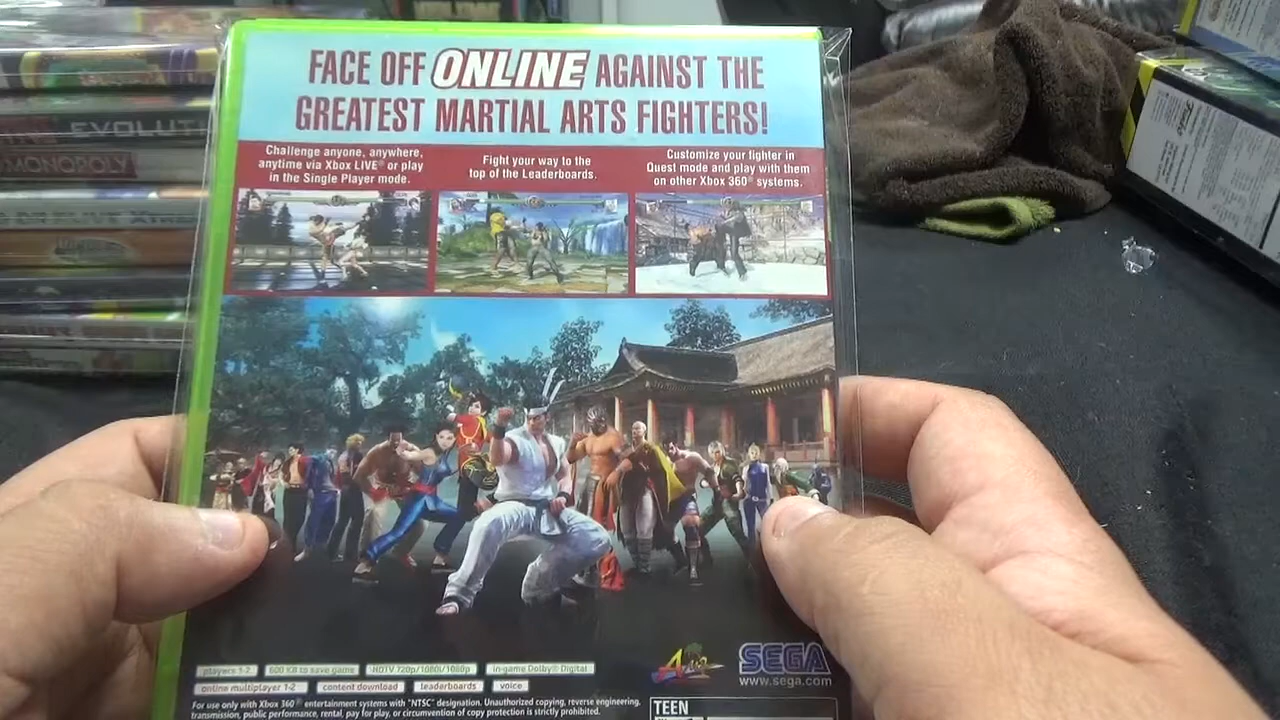 FACE OFF ONLINE AGAINST THE
GREATEST MARTIAL ARTS FIGHTERS!
Challenge anyone, anywhere,
anytime via Xbox LIVE® or play
in the Single Player mode.
Fight your way to the
top of the Leaderboards.
Customize your fighter in
Quest mode and play with them
on other Xbox 360® systems.
EVOLUTI
MONOPOLY
players 1-2
600 KB to save game
HDTV 720p/1080i/1080p
in-game Dolby® Digital
online multiplayer 1-2
content download
leaderboards
voice
SEGA
www.sega.com
For use only with Xbox 360® entertainment systems with "NTSC" designation. Unauthorized copying, reverse engineering,
transmission, public performance, rental, pay for play, or circumvention of copy protection is strictly prohibited.
TEEN